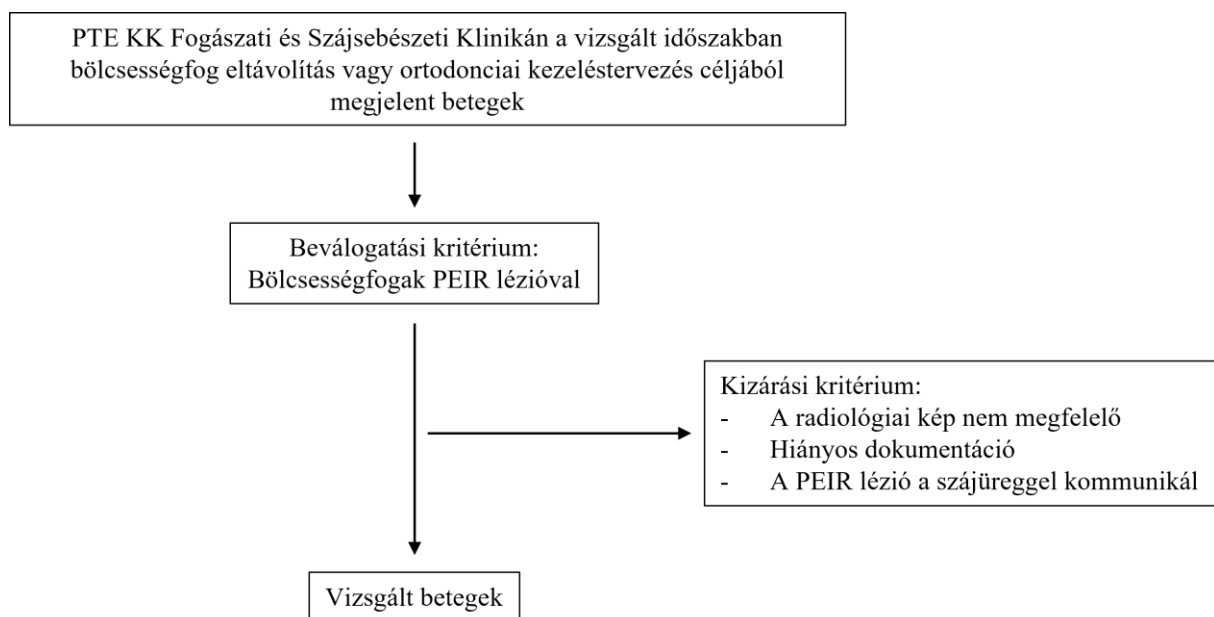 PTE KK Fogászati és Szájsebészeti Klinikán a vizsgált időszakban
bölcsességfog eltávolítás vagy ortodonciai kezeléstervezés céljából
megjelent betegek
Beválogatási kritérium:
Bölcsességfogak PEIR lézióval
Kizárási kritérium:
- A radiológiai kép nem megfelelő
- Hiányos dokumentáció
- A PEIR lézió a szájüreggel kommunikál
Vizsgált betegek